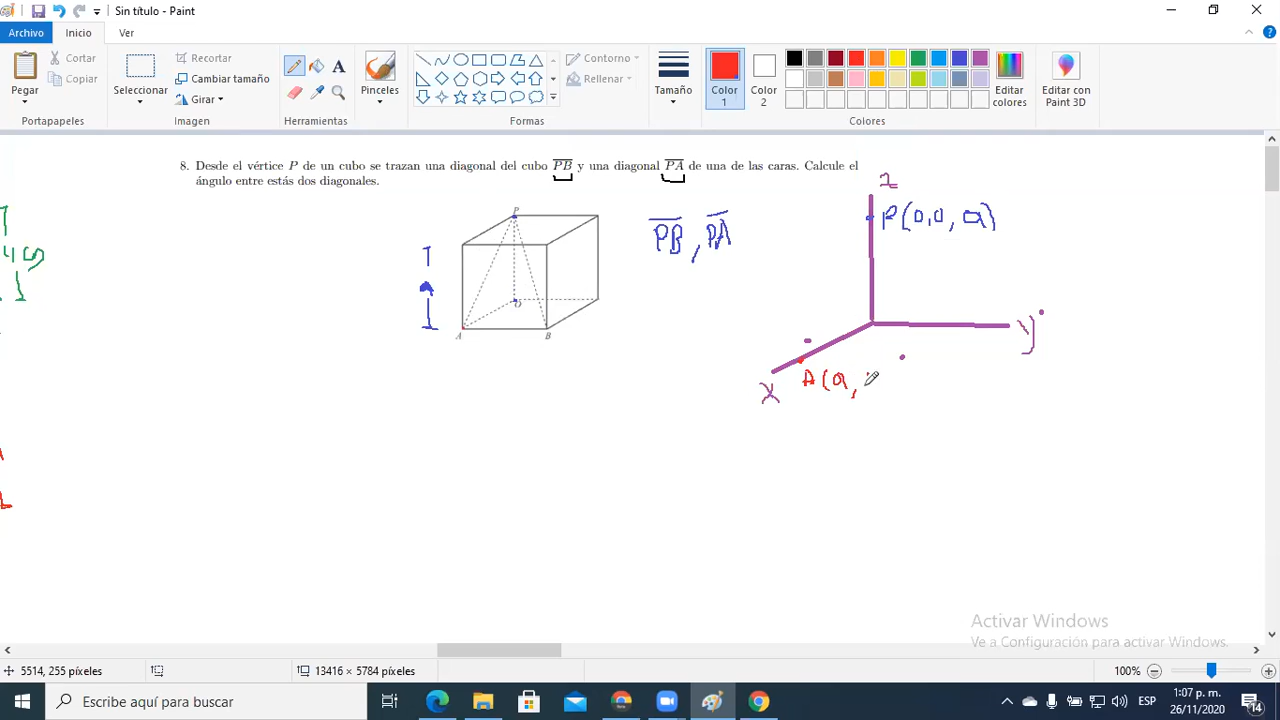 Sin título - Paint
Archivo Inicio Ver
Pegar
Cortar
Copiar
Portapapeles
Seleccionar
Recortar
Cambiar tamaño
Girar
Imagen
A
Herramientas
Pinceles
Contorno
Rellenar
Formas
Tamaño
Color 1
Color 2
Editar colores
Colores
Editar con Paint 3D
8. Desde el vértice P de un cubo se trazan una diagonal del cubo PB y una diagonal PA de una de las caras. Calcule el
ángulo entre estás dos diagonales.
P
O
A B
a
PB, PA
z
P(0,0,a)
y
x
A(a,
Activar Windows
Ve a Configuración para activar Windows.
5514, 255 píxeles
13416 × 5784 píxeles
100%
Escribe aquí para buscar
ESP
1:07 p. m.
26/11/2020
14